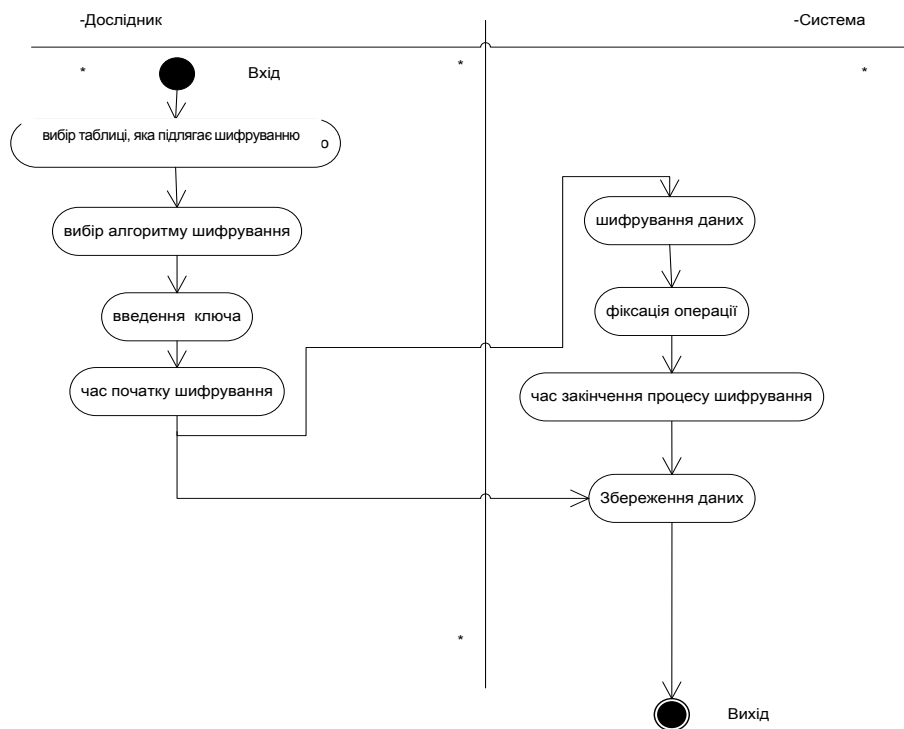 -Дослідник
-Система
* Вхід
*
*
вибір таблиці, яка підлягає шифруванню
о
вибір алгоритму шифрування
введення ключа
час початку шифрування
шифрування даних
фіксація операції
час закінчення процесу шифрування
Збереження даних
*
Вихід